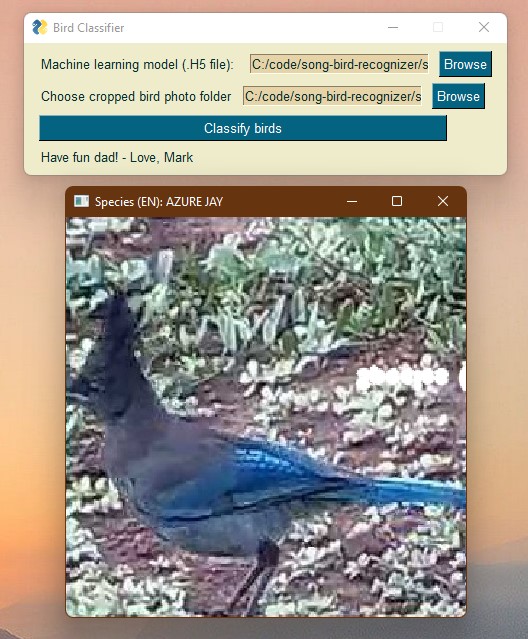 Bird Classifier
Machine learning model (.H5 file): C:/code/song-bird-recognizer/s Browse
Choose cropped bird photo folder C:/code/song-bird-recognizer/s Browse
Classify birds
Have fun dad! - Love, Mark
Species (EN): AZURE JAY